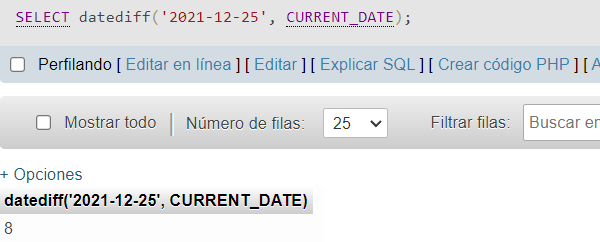 SELECT datediff('2021-12-25', CURRENT_DATE);
Perfilando [ Editar en línea ] [ Editar ] [ Explicar SQL ] [ Crear código PHP ] [ A
Mostrar todo Número de filas: 25 Filtrar filas: Buscar en
+ Opciones
datediff('2021-12-25', CURRENT_DATE)
8